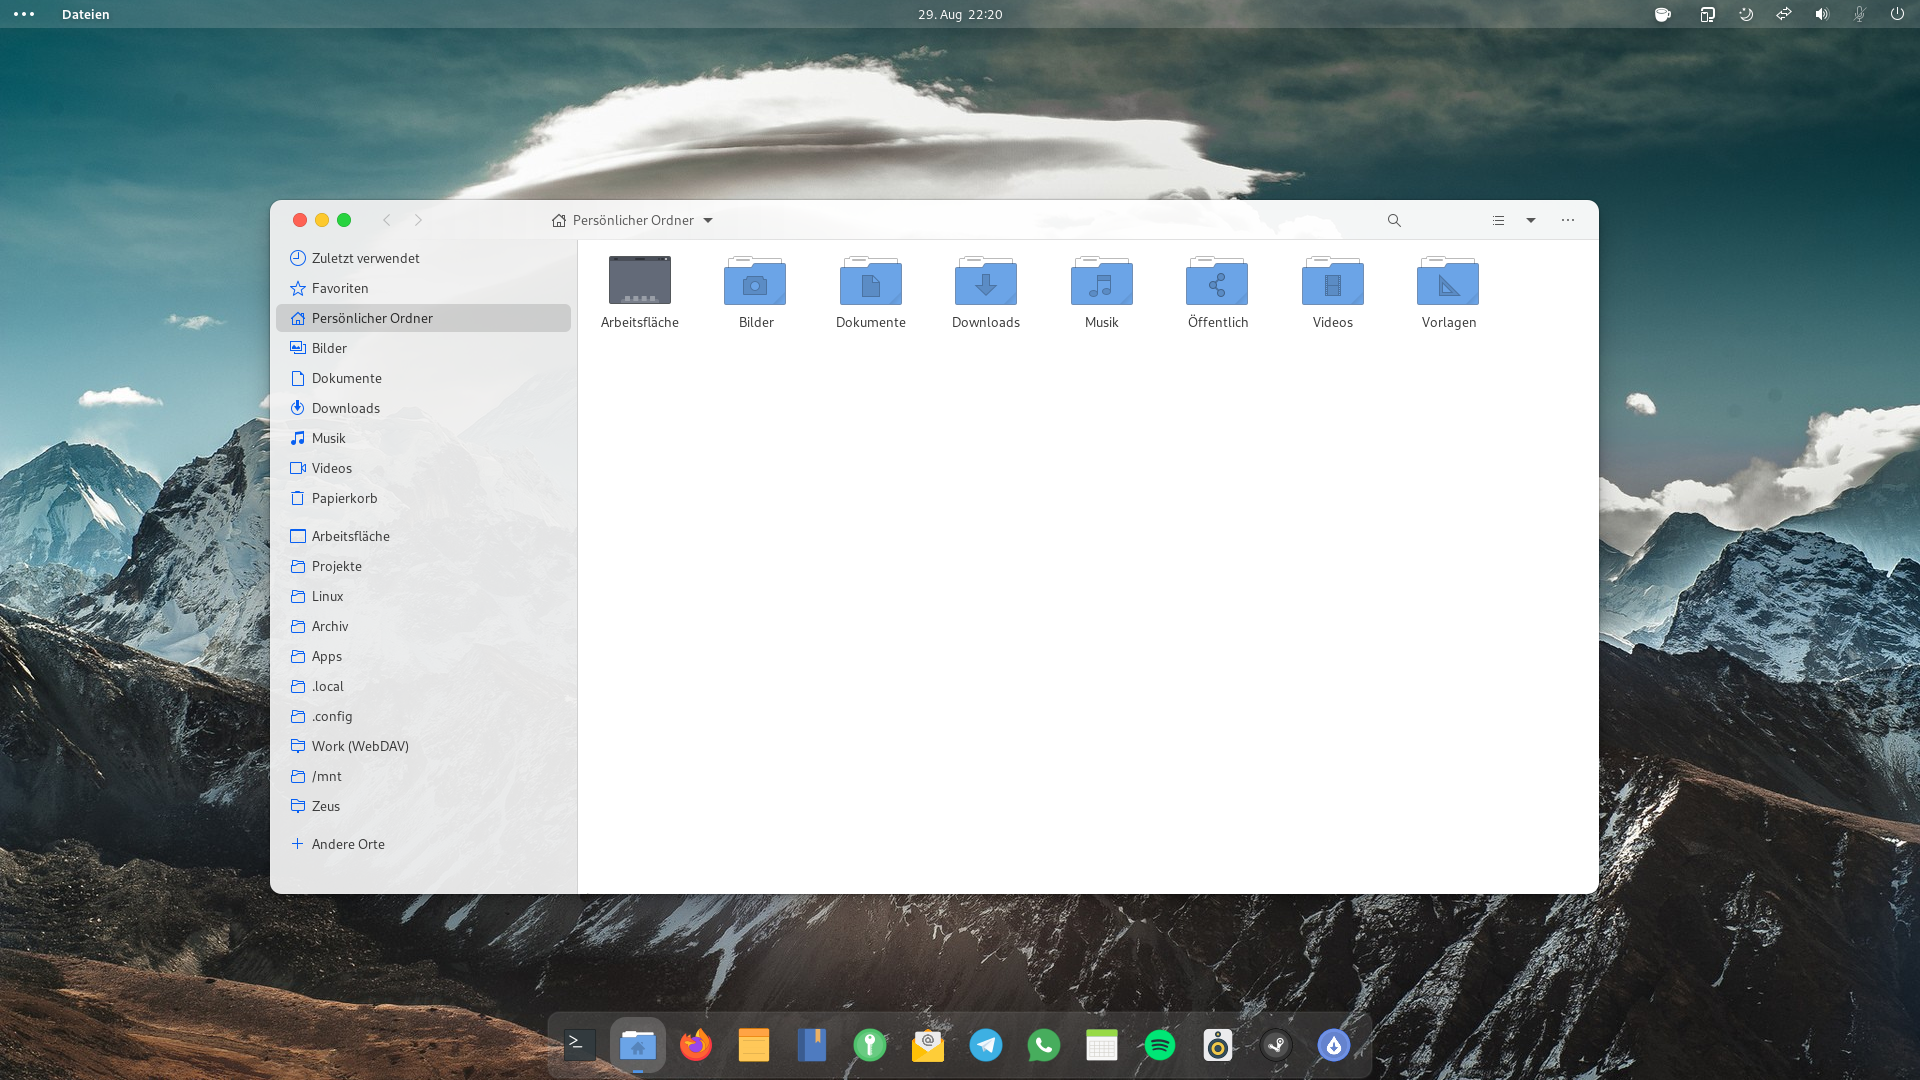 Dateien
29. Aug 22:20
Persönlicher Ordner
Zuletzt verwendet
Favoriten
Persönlicher Ordner
Bilder
Dokumente
Downloads
Musik
Videos
Papierkorb
Arbeitsfläche
Projekte
Linux
Archiv
Apps
.local
.config
Work (WebDAV)
/mnt
Zeus
Andere Orte
Arbeitsfläche
Bilder
Dokumente
Downloads
Musik
Öffentlich
Videos
Vorlagen